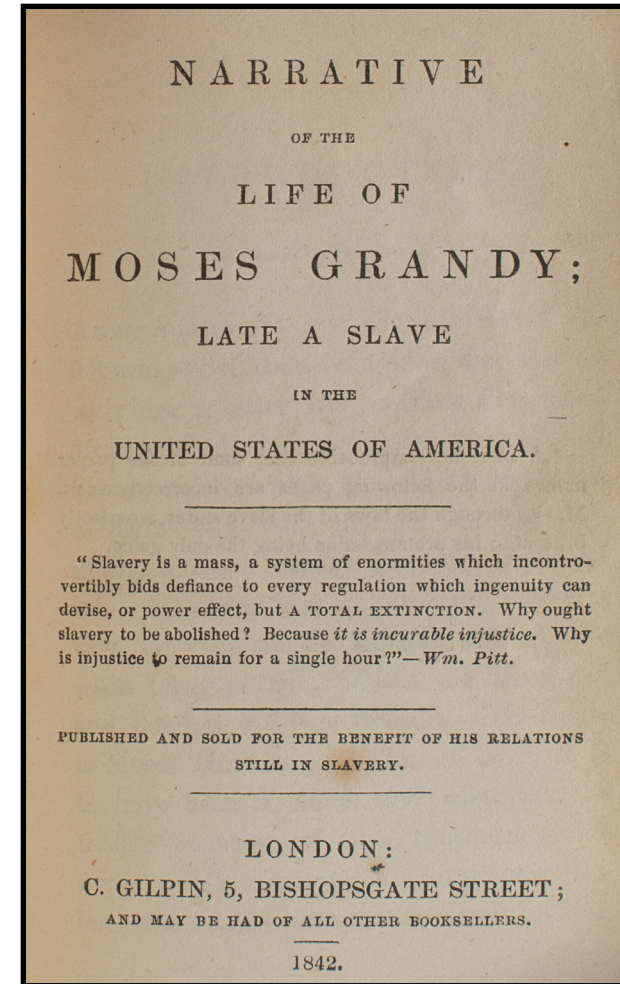 NARRATIVE
OF THE
LIFE OF
MOSES GRANDY;
LATE A SLAVE
IN THE
UNITED STATES OF AMERICA.
“ Slavery is a mass, a system of enormities which incontro-
vertibly bids defiance to every regulation which ingenuity can
devise, or power effect, but A TOTAL EXTINCTION. Why ought
slavery to be abolished? Because it is incurable injustice. Why
is injustice to remain for a single hour?”—Wm. Pitt.
PUBLISHED AND SOLD FOR THE BENEFIT OF HIS RELATIONS
STILL IN SLAVERY.
LONDON:
C. GILPIN, 5, BISHOPSGATE STREET;
AND MAY BE HAD OF ALL OTHER BOOKSELLERS.
1842.